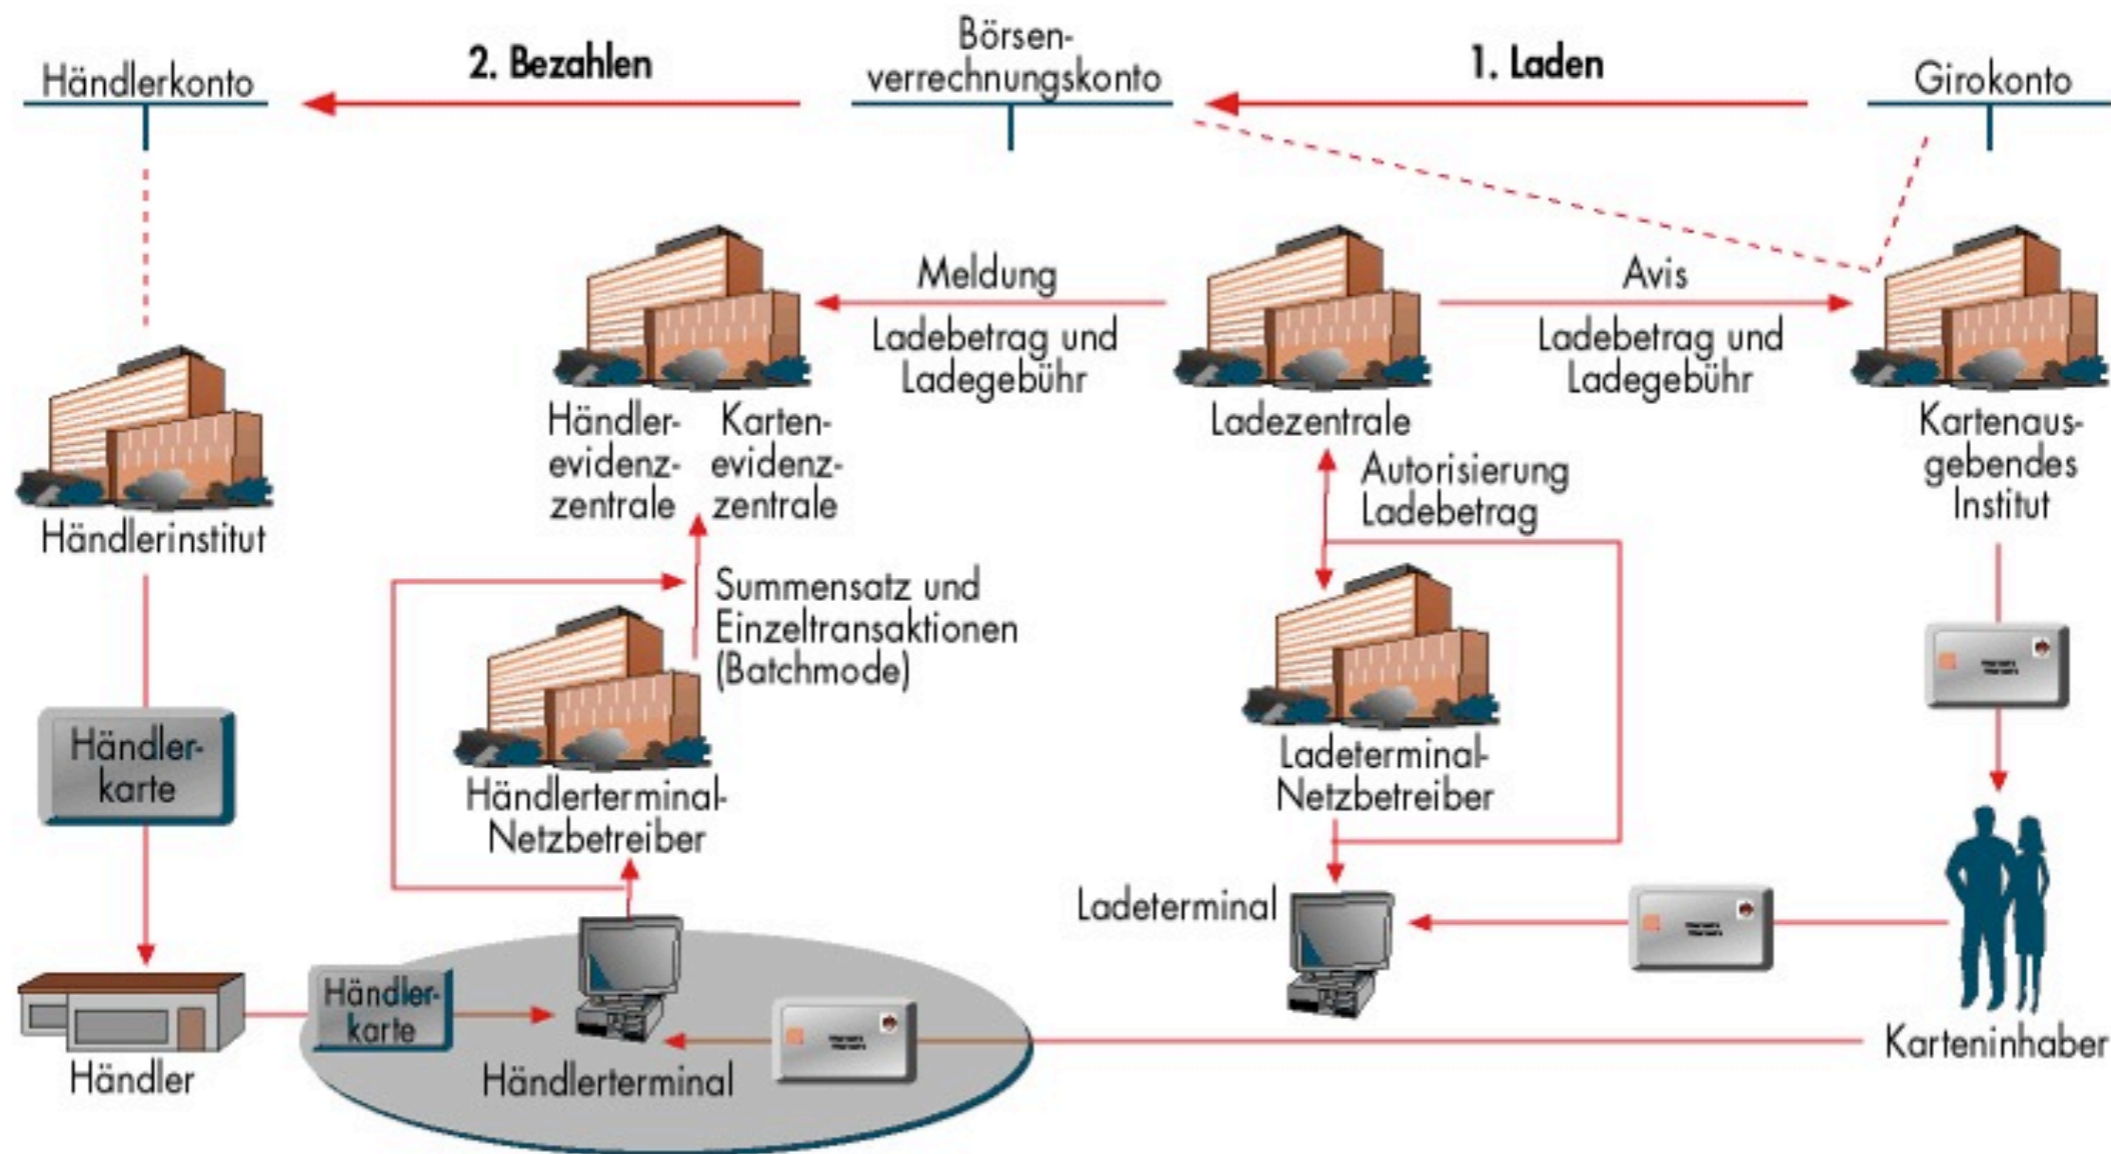 Händlerkonto
2. Bezahlen
Börsen-
verrechnungskonto
1. Laden
Girokonto
Meldung
Ladebetrag und
Ladegebühr
Avis
Ladebetrag und
Ladegebühr
Händlerinstitut
Händler-
evidenz-
zentrale
Karten-
evidenz-
zentrale
Ladezentrale
Kartenaus-
gebendes
Institut
Autorisierung
Ladebetrag
Summensatz und
Einzeltransaktionen
(Batchmode)
Händler-
karte
Händlerterminal-
Netzbetreiber
Ladeterminal-
Netzbetreiber
Ladeterminal
Händler-
karte
Händler
Händlerterminal
Karteninhaber